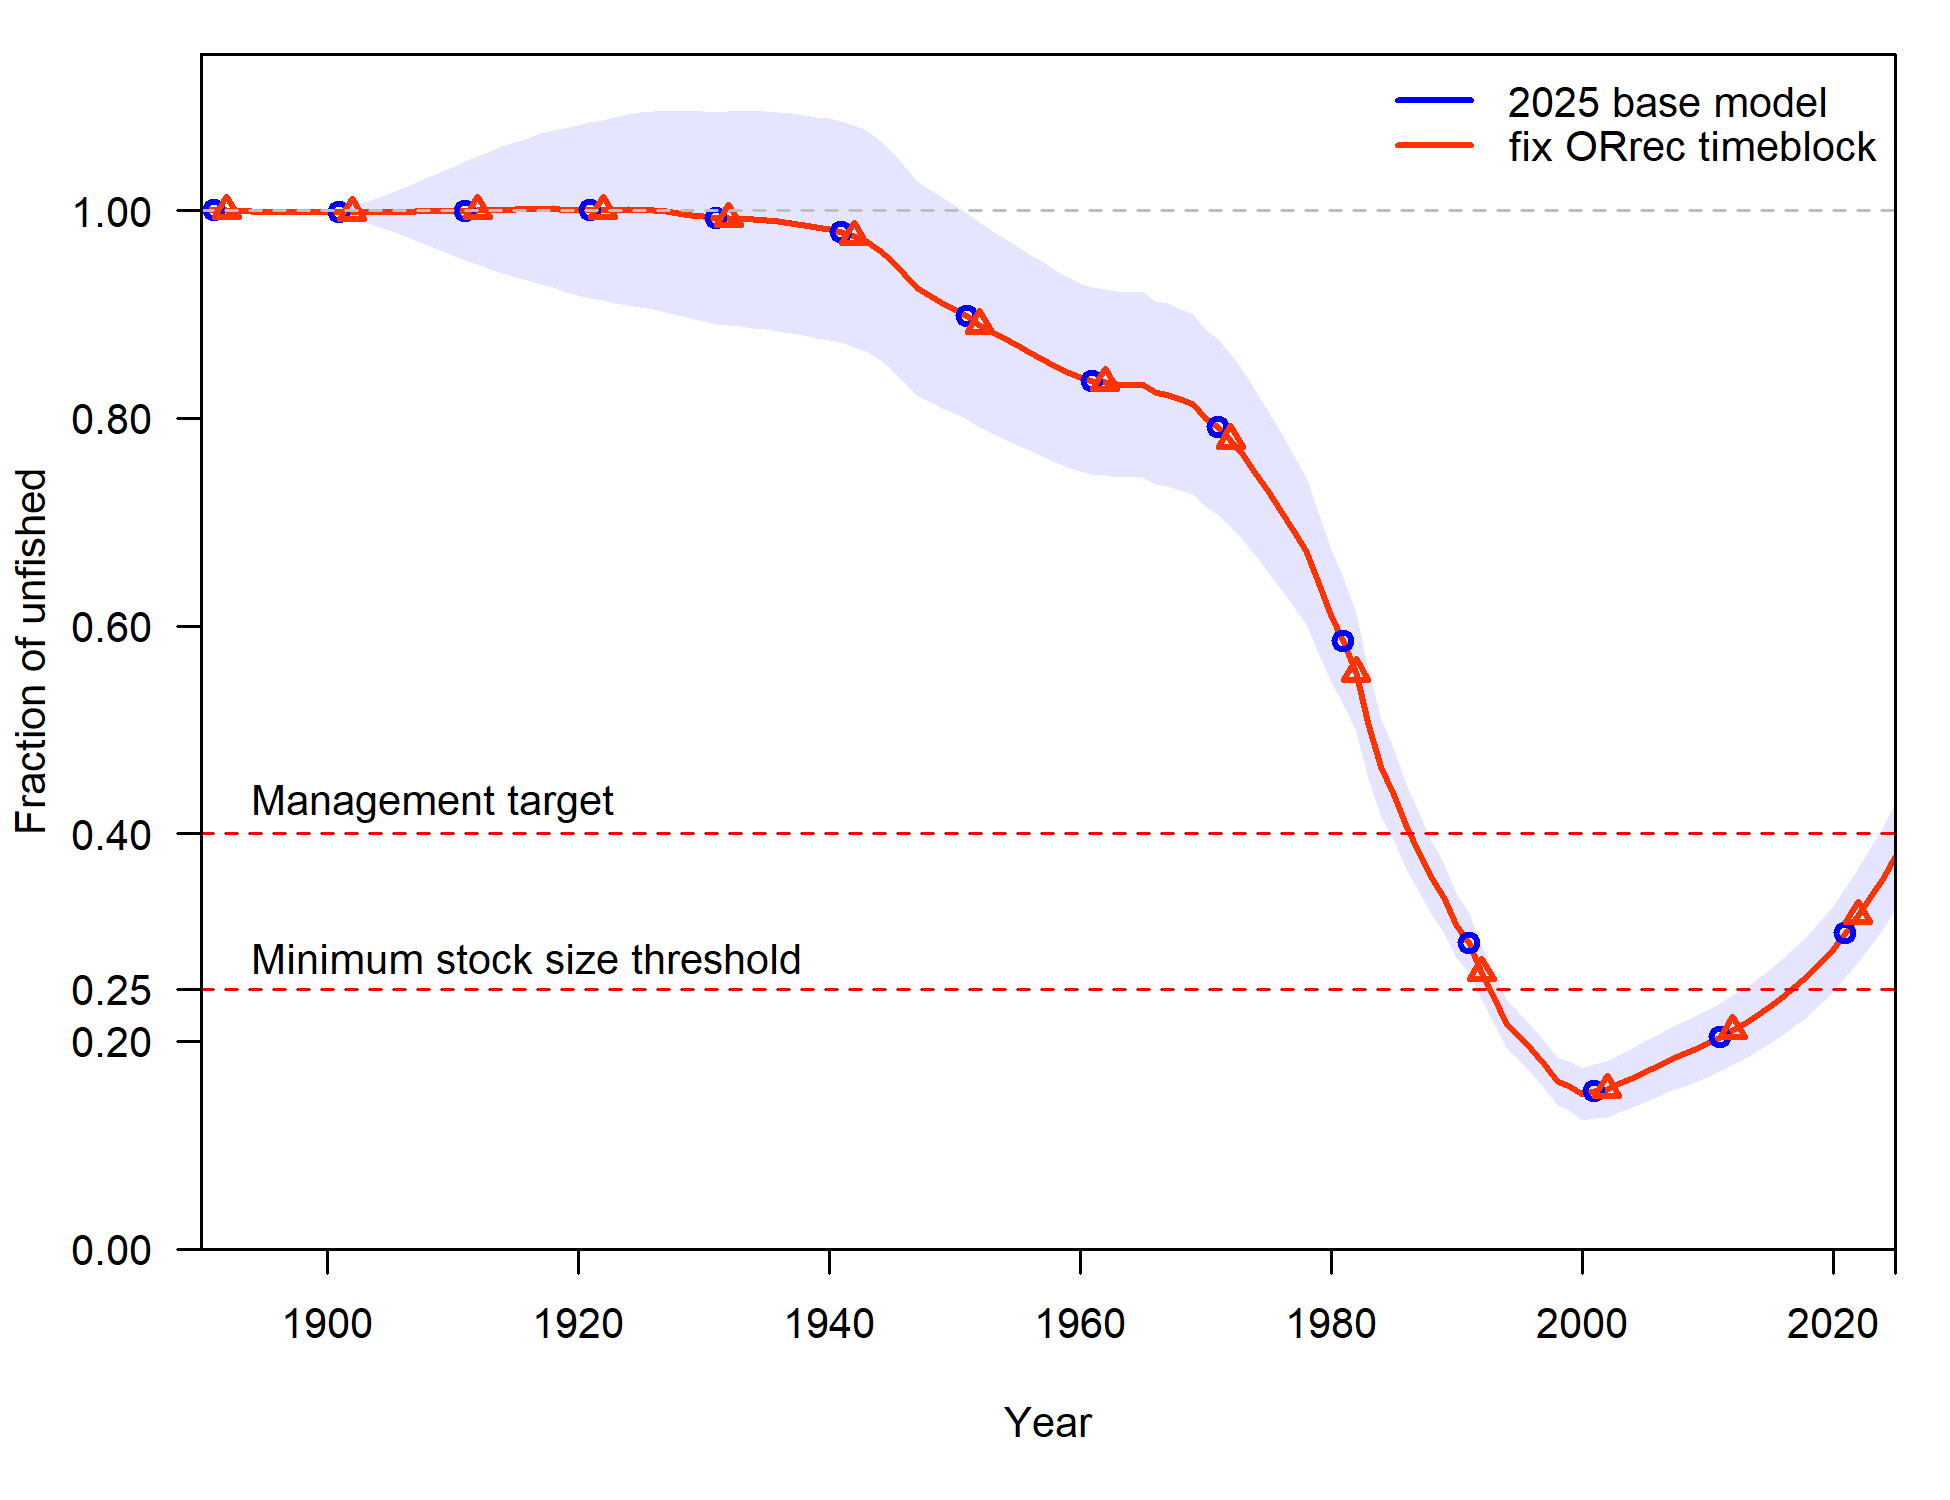 2025 base model
fix ORrec timeblock
1.00
0.80
0.60
0.40
0.25
0.20
0.00
Fraction of unfished
Management target
Minimum stock size threshold
1900 1920 1940 1960 1980 2000 2020
Year